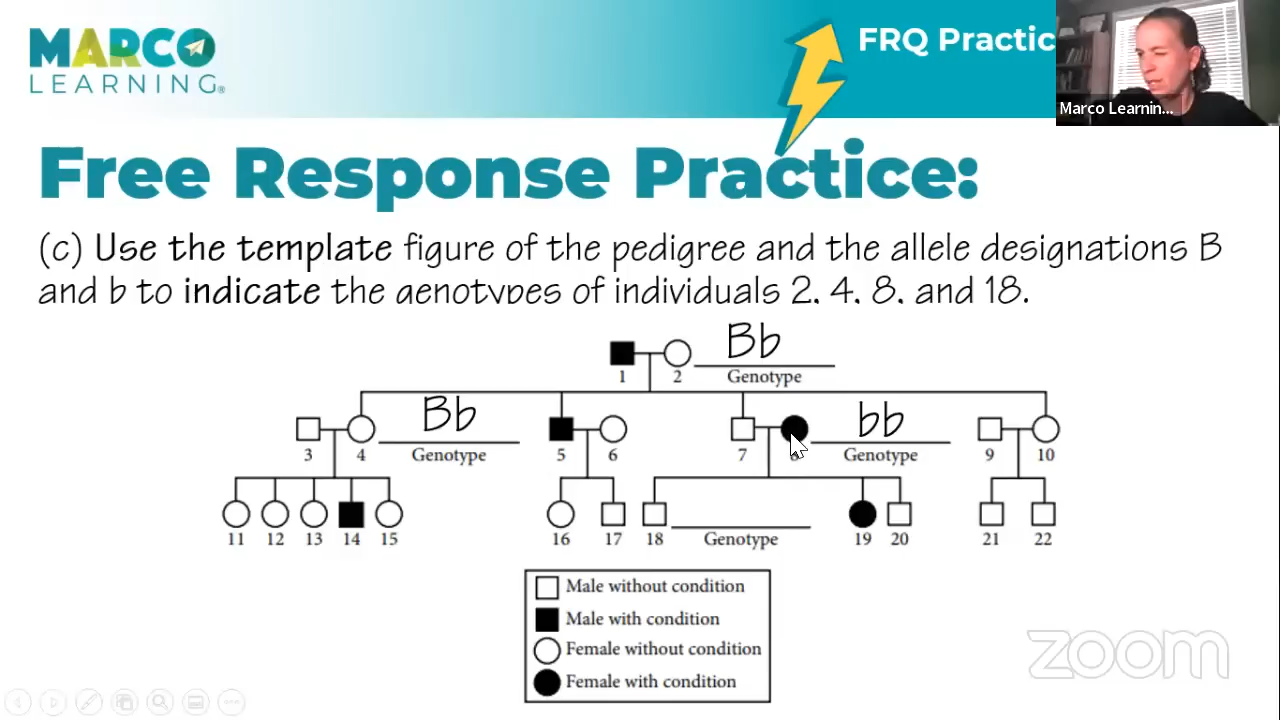 MARCO
LEARNING®
FRQ Practic
Marco Learnin...
Free Response Practice:
(c) Use the template figure of the pedigree and the allele designations B
and b to indicate the genotypes of individuals 2, 4, 8, and 18.
Bb
1 2 Genotype
Bb bb
3 4 Genotype 5 6 7 8 Genotype 9 10
11 12 13 14 15 16 17 18 Genotype 19 20 21 22
Male without condition
Male with condition
Female without condition
Female with condition
zoom